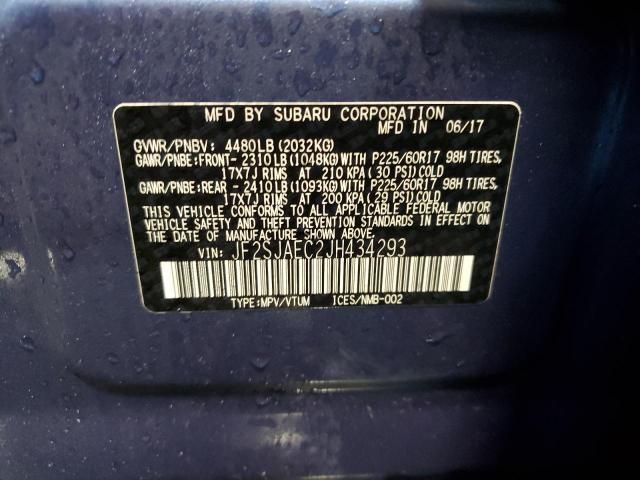 MFD BY SUBARU CORPORATION
MFD IN 06/17
GVWR/PNBV: 4480LB(2032KG)
GAWR/PNBE:FRONT- 2310LB(1048KG)WITH P225/60R17 98H TIRES,
17X7J RIMS AT 210 KPA( 30 PSI)COLD
GAWR/PNBE:REAR - 2410LB(1093KG)WITH P225/60R17 98H TIRES,
17X7J RIMS AT 200 KPA( 29 PSI)COLD
THIS VEHICLE CONFORMS TO ALL APPLICABLE FEDERAL MOTOR
VEHICLE SAFETY AND THEFT PREVENTION STANDARDS IN EFFECT
ON THE DATE OF MANUFACTURE SHOWN ABOVE.
VIN: JF2SJAEC2JH434293
TYPE:MPV/VTUM ICES/NMB-002